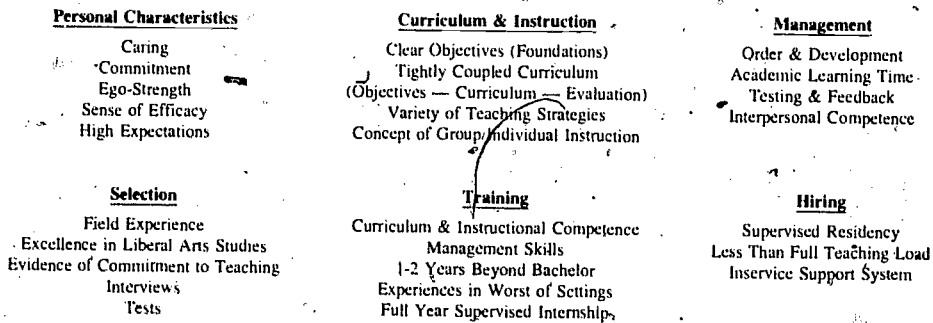 Personal Characteristics
Caring
Commitment
Ego-Strength
Sense of Efficacy
High Expectations
Curriculum & Instruction
Clear Objectives (Foundations)
Tightly Coupled Curriculum
(Objectives — Curriculum — Evaluation)
Variety of Teaching Strategies
Concept of Group/Individual Instruction
Management
Order & Development
Academic Learning Time
Testing & Feedback
Interpersonal Competence
Selection
Field Experience
Excellence in Liberal Arts Studies
Evidence of Commitment to Teaching
Interviews
Tests
Training
Curriculum & Instructional Competence
Management Skills
1-2 Years Beyond Bachelor
Experiences in Worst of Settings
Full Year Supervised Internship
Hiring
Supervised Residency
Less Than Full Teaching Load
Inservice Support System